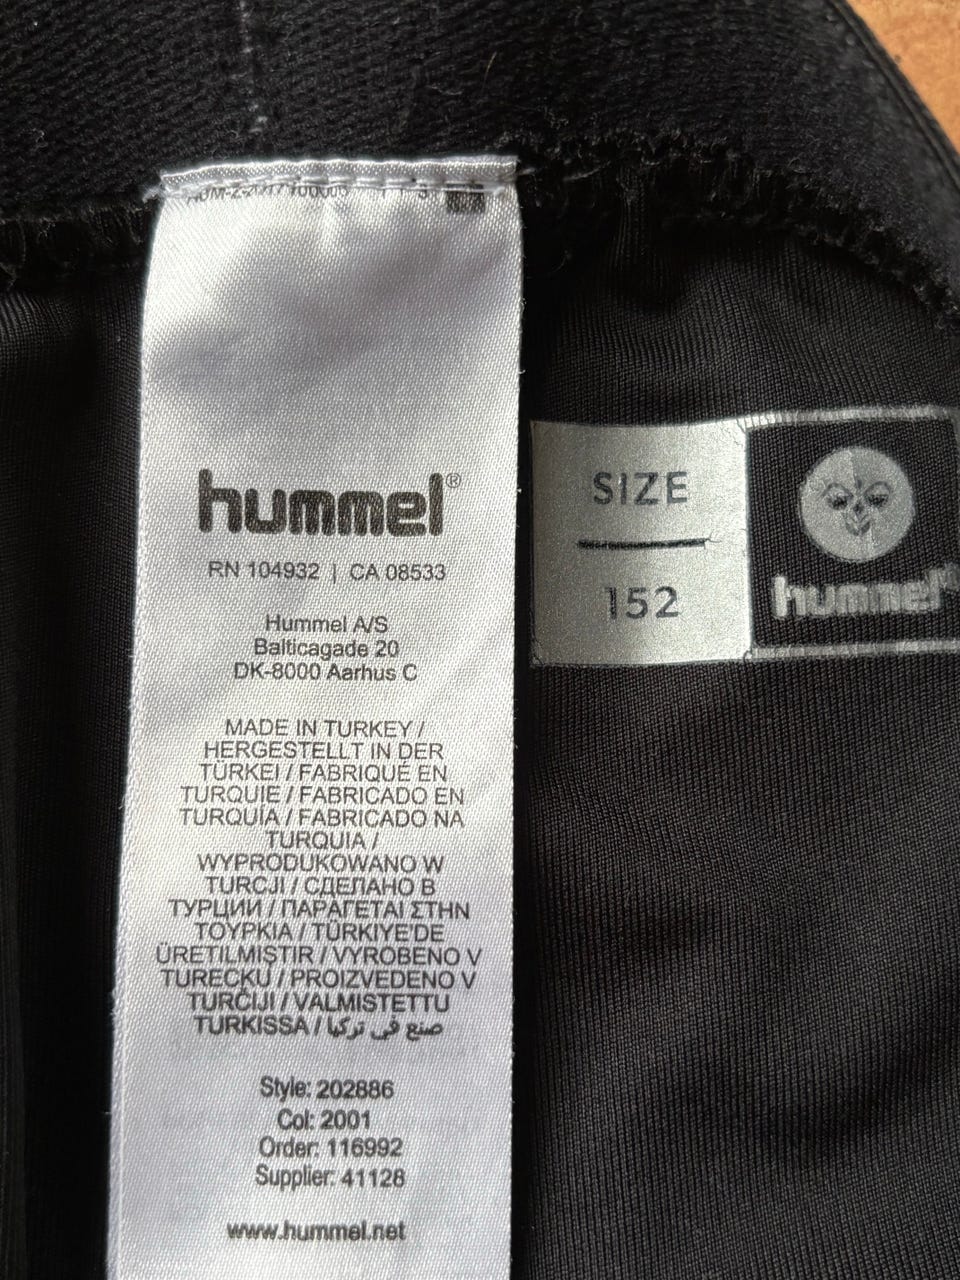 hummel®
RN 104932 | CA 08533
Hummel A/S
Balticagade 20
DK-8000 Aarhus C
MADE IN TURKEY /
HERGESTELLT IN DER
TÜRKEI / FABRIQUÉ EN
TURQUIE / FABRICADO EN
TURQUÍA / FABRICADO NA
TURQUIA /
WYPRODUKOWANO W
TURCJI / СДЕЛАНО В
ТУРЦИИ / ΠΑΡΑΓΕΤΑΙ ΣΤΗΝ
ΤΟΥΡΚΙΑ / TÜRKİYE'DE
ÜRETILMISTIR / VYROBENO V
TURECKU / PROIZVEDENO V
TURČIJI / VALMISTETTU
TURKISSA / صنع في تركيا
Style: 202886
Col: 2001
Order: 116992
Supplier: 41128
www.hummel.net
SIZE
152
hummel®